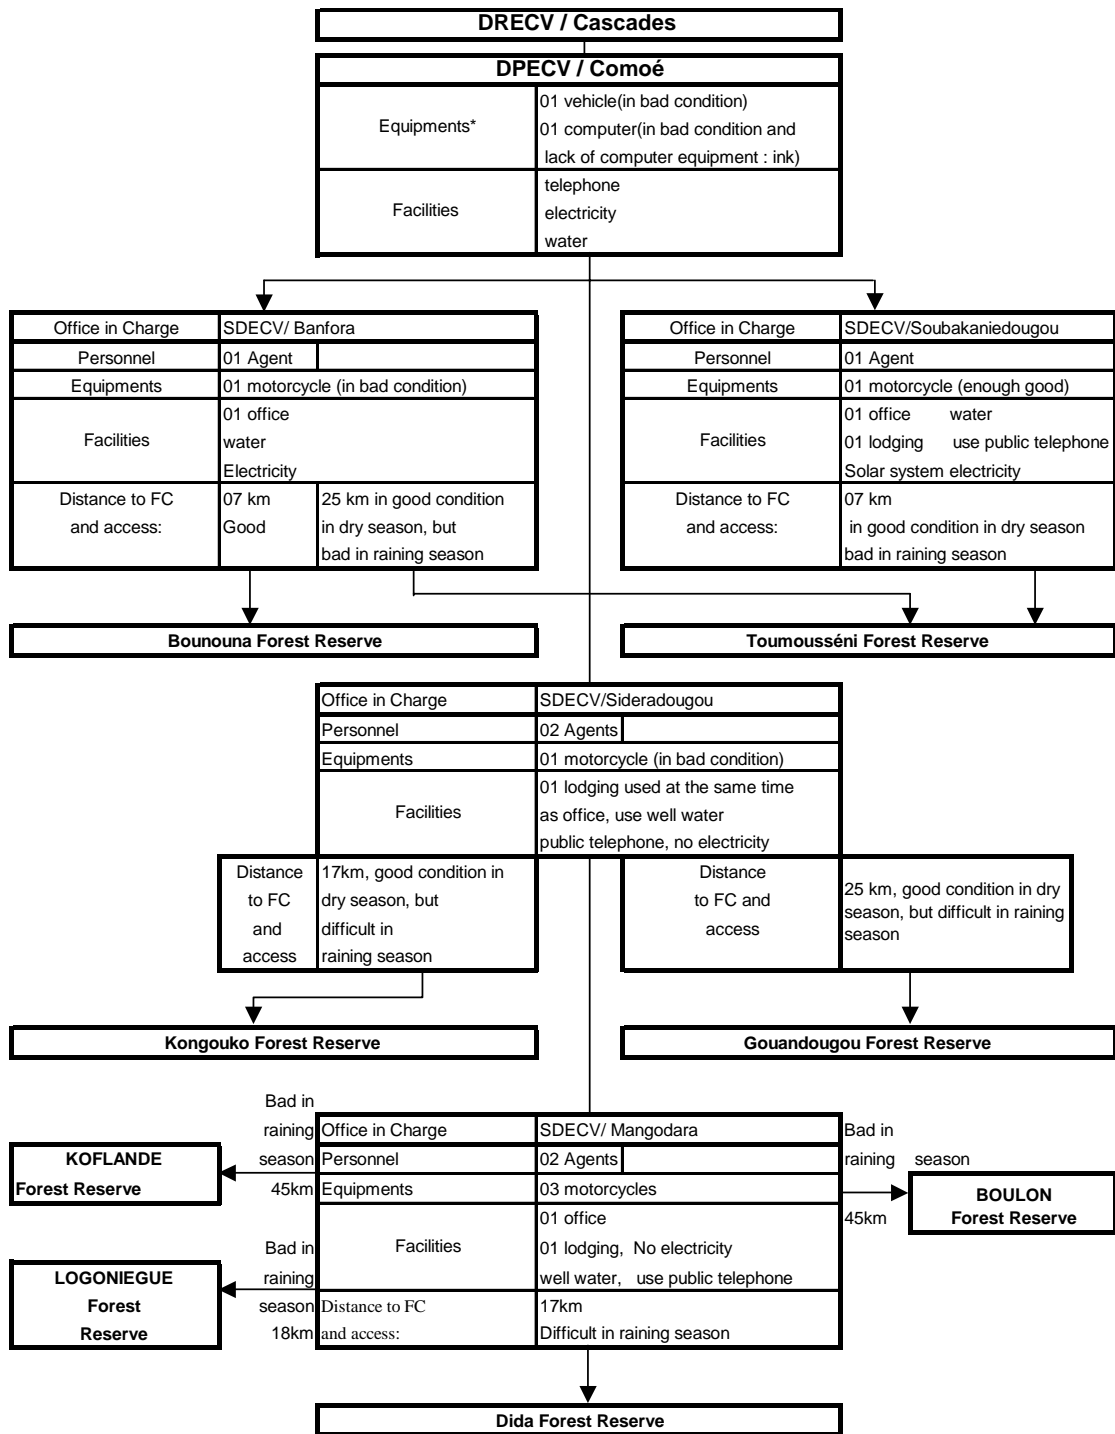 DRECV / Cascades
DPECV / Comoé
Equipments*
01 vehicle(in bad condition)
01 computer(in bad condition and
lack of computer equipment : ink)
Facilities
telephone
electricity
water
Office in Charge SDECV/ Banfora
Personnel 01 Agent
Equipments 01 motorcycle (in bad condition)
Facilities
01 office
water
Electricity
Distance to FC
and access:
07 km
Good
25 km in good condition
in dry season, but
bad in raining season
Office in Charge SDECV/Soubakaniedougou
Personnel 01 Agent
Equipments 01 motorcycle (enough good)
Facilities
01 office water
01 lodging use public telephone
Solar system electricity
Distance to FC
and access:
07 km
in good condition in dry season
bad in raining season
Bounouna Forest Reserve
Toumousséni Forest Reserve
Office in Charge SDECV/Sideradougou
Personnel 02 Agents
Equipments 01 motorcycle (in bad condition)
Facilities
01 lodging used at the same time
as office, use well water
public telephone, no electricity
Distance
to FC
and
access
17km, good condition in
dry season, but
difficult in
raining season
Distance
to FC and
access
25 km, good condition in dry
season, but difficult in raining
season
Kongouko Forest Reserve
Gouandougou Forest Reserve
Bad in
raining
season
45km
KOFLANDE
Forest Reserve
Bad in
raining
season
18km
LOGONIEGUE
Forest
Reserve
Office in Charge SDECV/ Mangodara
Personnel 02 Agents
Equipments 03 motorcycles
Facilities
01 office
01 lodging, No electricity
well water, use public telephone
Distance to FC
and access:
17km
Difficult in raining season
Bad in
raining season
45km
BOULON
Forest Reserve
Dida Forest Reserve